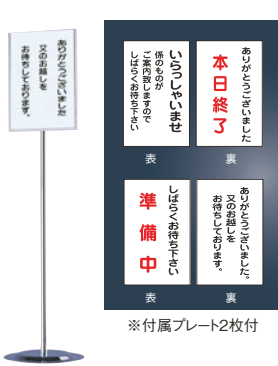 ありがとうございました
又のお越しを
お待ちしております。
いらっしゃいませ
係のものが
ご案内致しますので
しばらくお待ち下さい
表
ありがとうございました
本日終了
裏
しばらくお待ち下さい
準備中
表
ありがとうございました。
又のお越しを
お待ちしております。
裏
※付属プレート2枚付